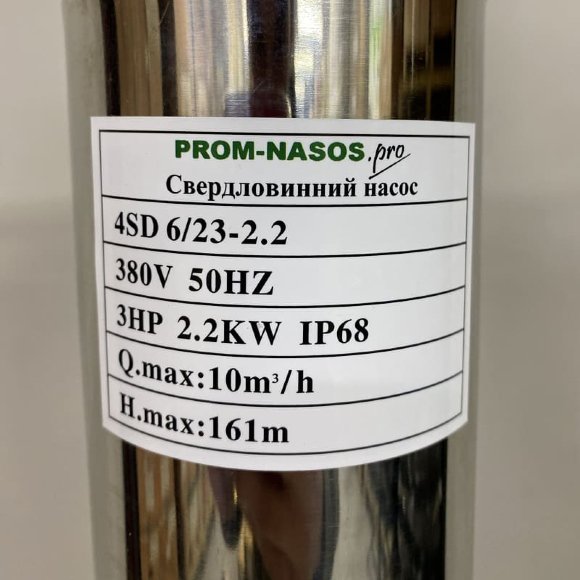 PROM-NASOS.pro
Свердловинний насос
4SD 6/23-2.2
380V 50HZ
3HP 2.2KW IP68
Q.max:10m³/h
H.max:161m